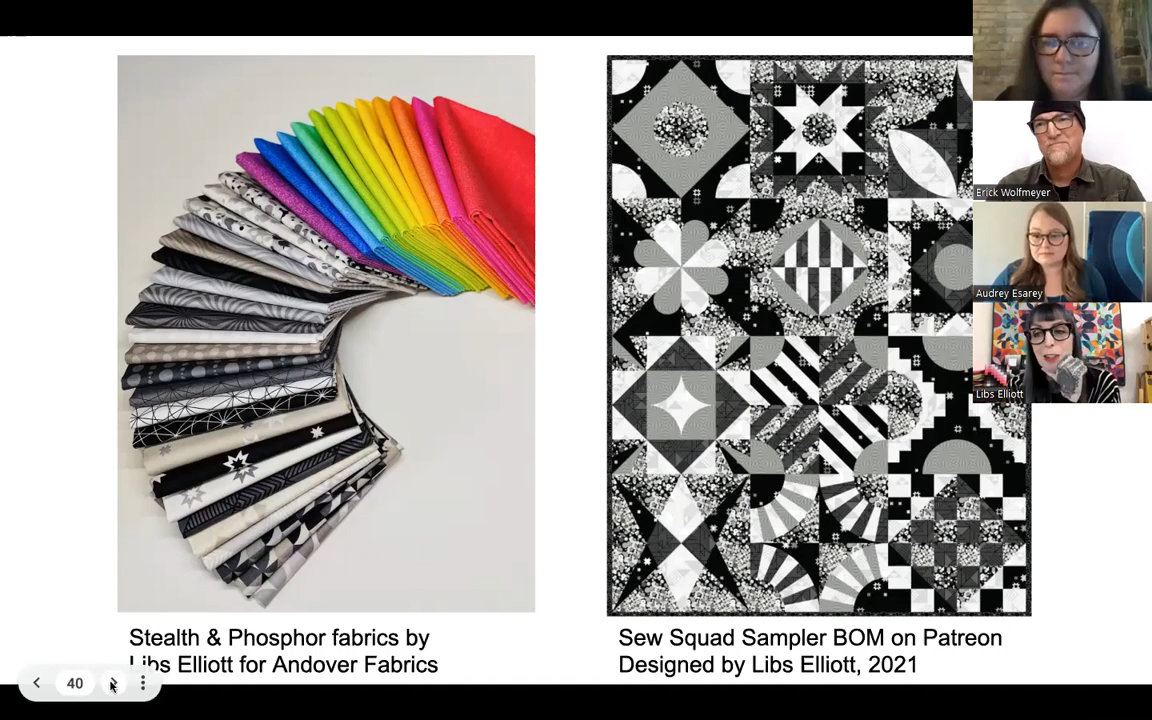 Stealth & Phosphor fabrics by
Libs Elliott for Andover Fabrics
Sew Squad Sampler BOM on Patreon
Designed by Libs Elliott, 2021
Erick Wolfmeyer
Audrey Esarey
Libs Elliott
40